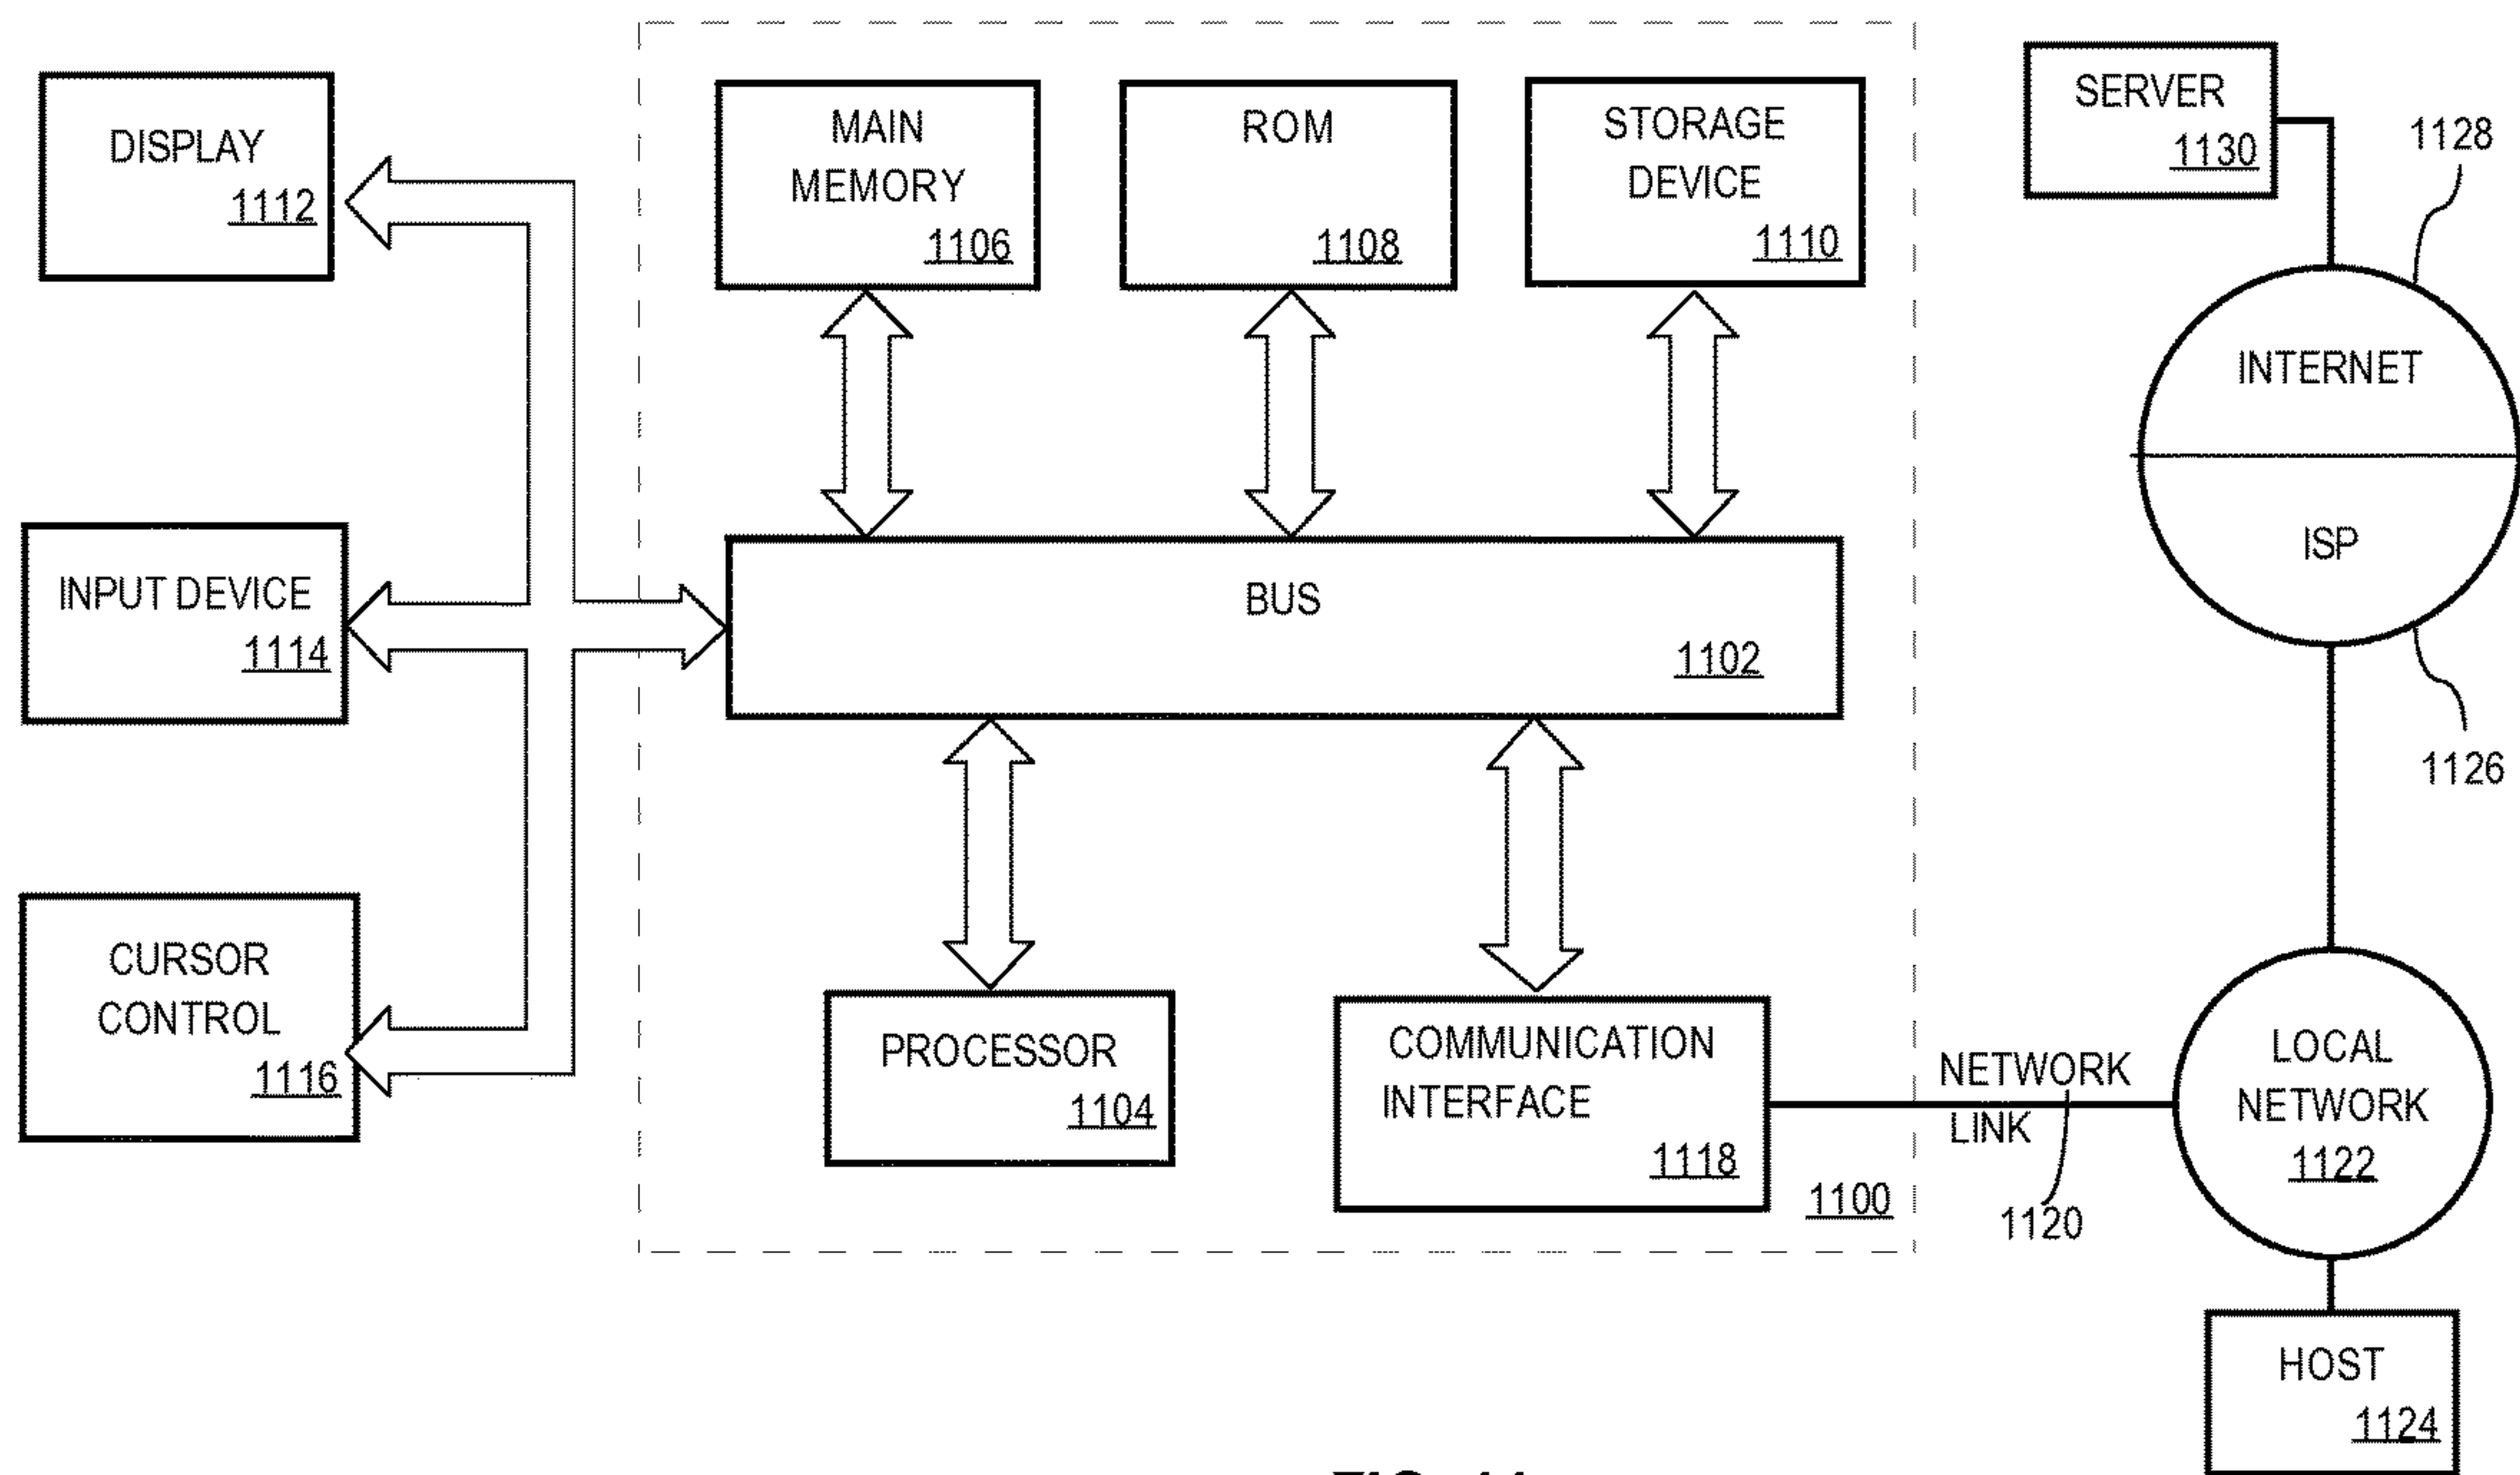 DISPLAY
1112
INPUT DEVICE
1114
CURSOR
CONTROL
1116
MAIN
MEMORY
1106
ROM
1108
STORAGE
DEVICE
1110
BUS
1102
PROCESSOR
1104
COMMUNICATION
INTERFACE
1118
1100
SERVER
1130
1128
INTERNET
ISP
1126
NETWORK
LINK
1120
LOCAL
NETWORK
1122
HOST
1124